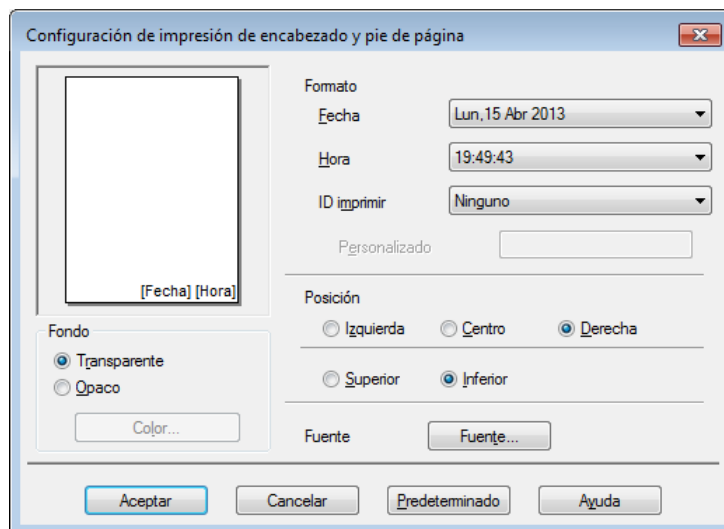 Configuración de impresión de encabezado y pie de página
[Fecha] [Hora]
Fondo
Transparente
Opaco
Color...
Formato
Fecha
Lun,15 Abr 2013
Hora
19:49:43
ID imprimir
Ninguno
Personalizado
Posición
Izquierda Centro Derecha
Superior Inferior
Fuente
Fuente...
Aceptar Cancelar Predeterminado Ayuda